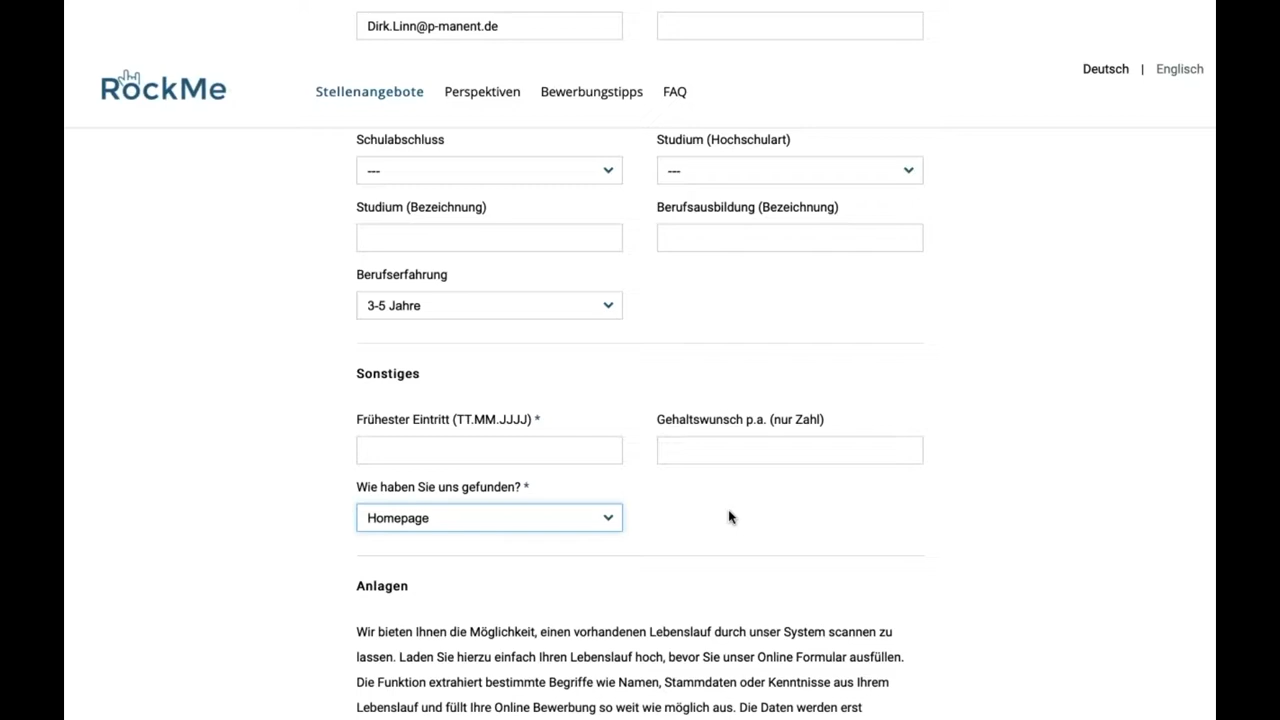 Dirk.Linn@p-manent.de
Deutsch | Englisch
RockMe
Stellenangebote Perspektiven Bewerbungstipps FAQ
Schulabschluss Studium (Hochschulart)
--- ---
Studium (Bezeichnung) Berufsausbildung (Bezeichnung)
Berufserfahrung
3-5 Jahre
Sonstiges
Frühester Eintritt (TT.MM.JJJJ) * Gehaltswunsch p.a. (nur Zahl)
Wie haben Sie uns gefunden? *
Homepage
Anlagen
Wir bieten Ihnen die Möglichkeit, einen vorhandenen Lebenslauf durch unser System scannen zu
lassen. Laden Sie hierzu einfach Ihren Lebenslauf hoch, bevor Sie unser Online Formular ausfüllen.
Die Funktion extrahiert bestimmte Begriffe wie Namen, Stammdaten oder Kenntnisse aus Ihrem
Lebenslauf und füllt Ihre Online Bewerbung so weit wie möglich aus. Die Daten werden erst